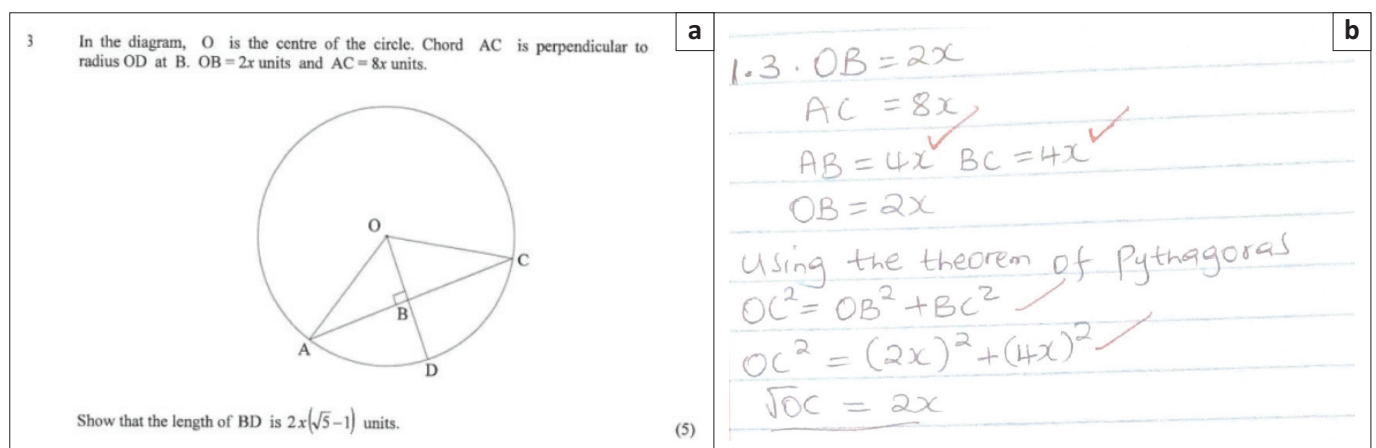 a
3 In the diagram, O is the centre of the circle. Chord AC is perpendicular to
radius OD at B. OB = 2x units and AC = 8x units.
O
C
B
A
D
Show that the length of BD is 2x(√5−1) units.
(5)
b
1.3. OB = 2x
AC = 8x
AB = 4x BC = 4x
OB = 2x
Using the theorem of Pythagoras
OC² = OB² + BC²
OC² = (2x)² + (4x)²
√OC = 2x